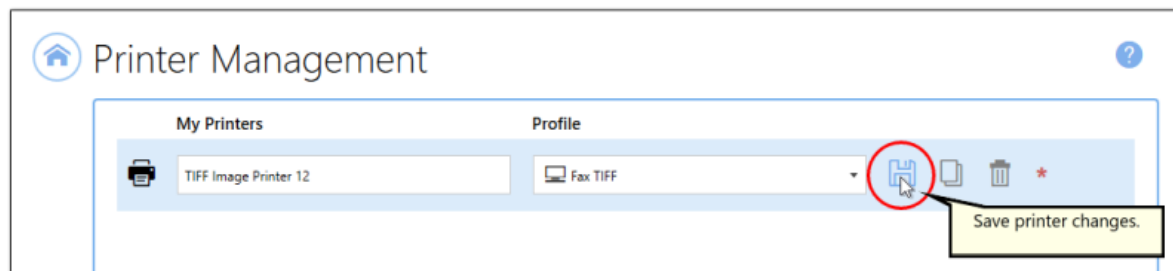 Printer Management
?
My Printers Profile
TIFF Image Printer 12 Fax TIFF *
Save printer changes.